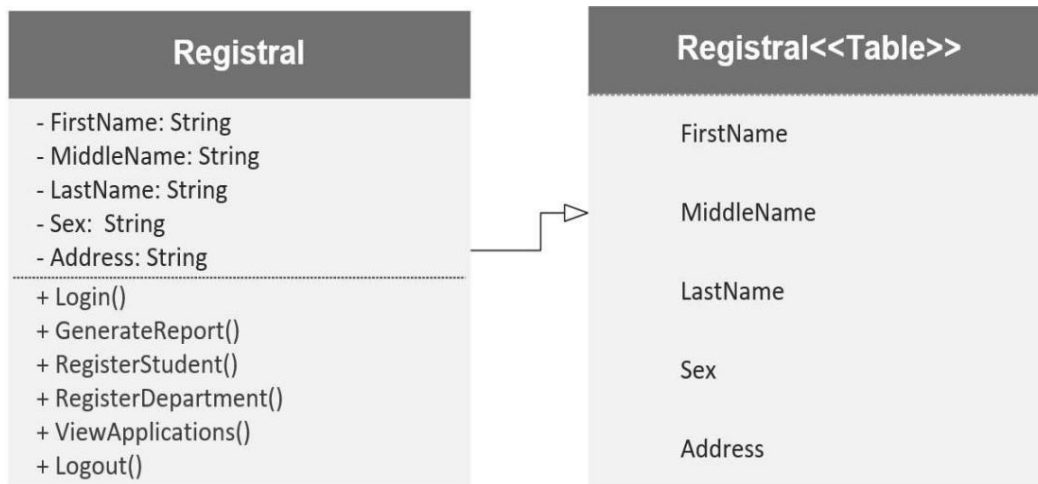 Registral
- FirstName: String
- MiddleName: String
- LastName: String
- Sex:  String
- Address: String
+ Login()
+ GenerateReport()
+ RegisterStudent()
+ RegisterDepartment()
+ ViewApplications()
+ Logout()
Registral<<Table>>
FirstName
MiddleName
LastName
Sex
Address